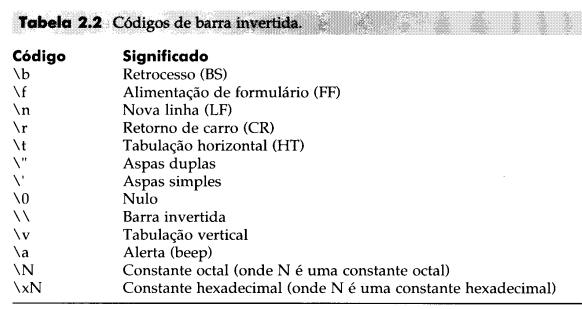 Tabela 2.2 Códigos de barra invertida.
Código Significado
\b Retrocesso (BS)
\f Alimentação de formulário (FF)
\n Nova linha (LF)
\r Retorno de carro (CR)
\t Tabulação horizontal (HT)
\" Aspas duplas
\' Aspas simples
\0 Nulo
\\ Barra invertida
\v Tabulação vertical
\a Alerta (beep)
\N Constante octal (onde N é uma constante octal)
\xN Constante hexadecimal (onde N é uma constante hexadecimal)